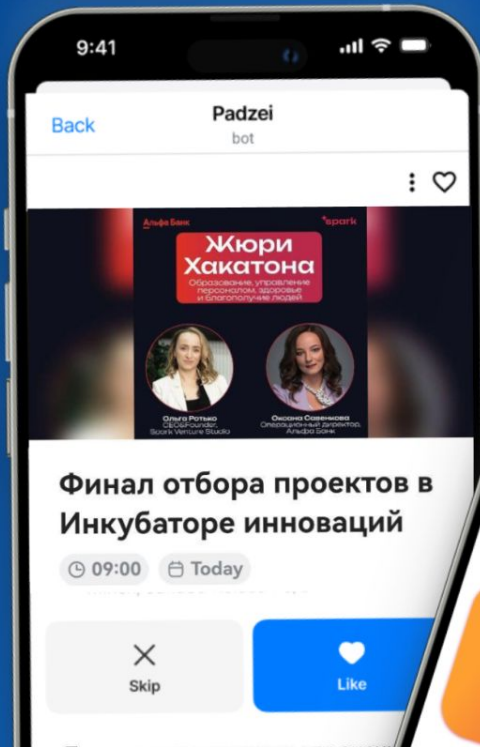 9:41
Back
Padzei
bot
Альфа Банк
spark
Жюри
Хакатона
Образование, управление
персоналом, здоровье
и благополучие людей
Ольга Ротько
CEO&Founder,
Spark Venture Studio
Оксана Савенкова
Операционный директор,
Альфа Банк
Финал отбора проектов в
Инкубаторе инноваций
09:00
Today
Skip
Like